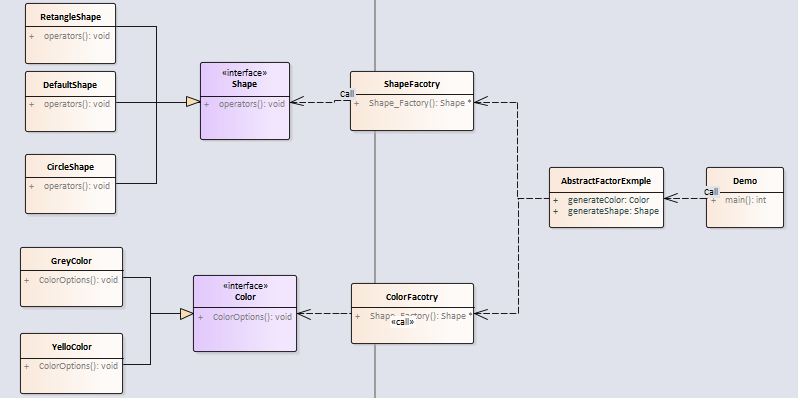 RetangleShape
+ operators(): void
DefaultShape
+ operators(): void
CircleShape
+ operators(): void
«interface»
Shape
+ operators(): void
Call
ShapeFacotry
+ Shape_Factory(): Shape *
AbstractFactorExmple
+ generateColor: Color
+ generateShape: Shape
Call
Demo
+ main(): int
GreyColor
+ ColorOptions(): void
YelloColor
+ ColorOptions(): void
«interface»
Color
+ ColorOptions(): void
ColorFacotry
+ Shape_Factory(): Shape *
«call»